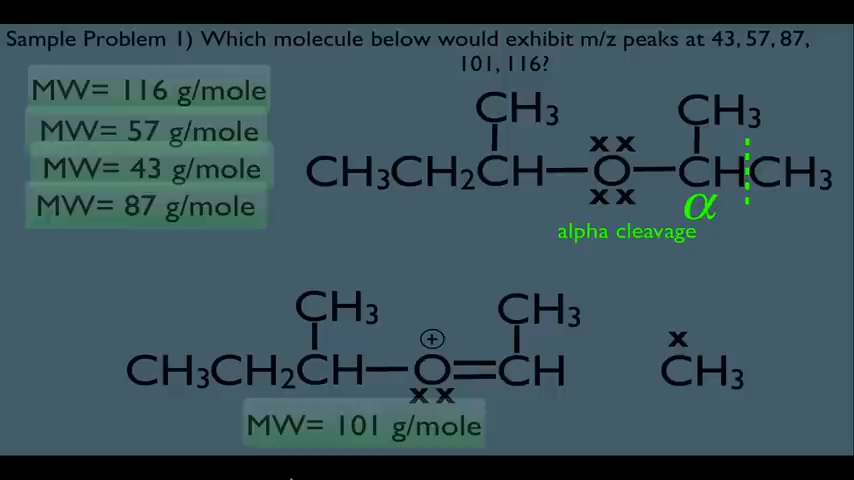 Sample Problem 1) Which molecule below would exhibit m/z peaks at 43, 57, 87,
101, 116?
MW= 116 g/mole
MW= 57 g/mole
MW= 43 g/mole
MW= 87 g/mole
CH3 CH3
x x
CH3CH2CH—O—CHCH3
x x
α
alpha cleavage
CH3 CH3
+ x
CH3CH2CH—O=CH CH3
x x
MW= 101 g/mole